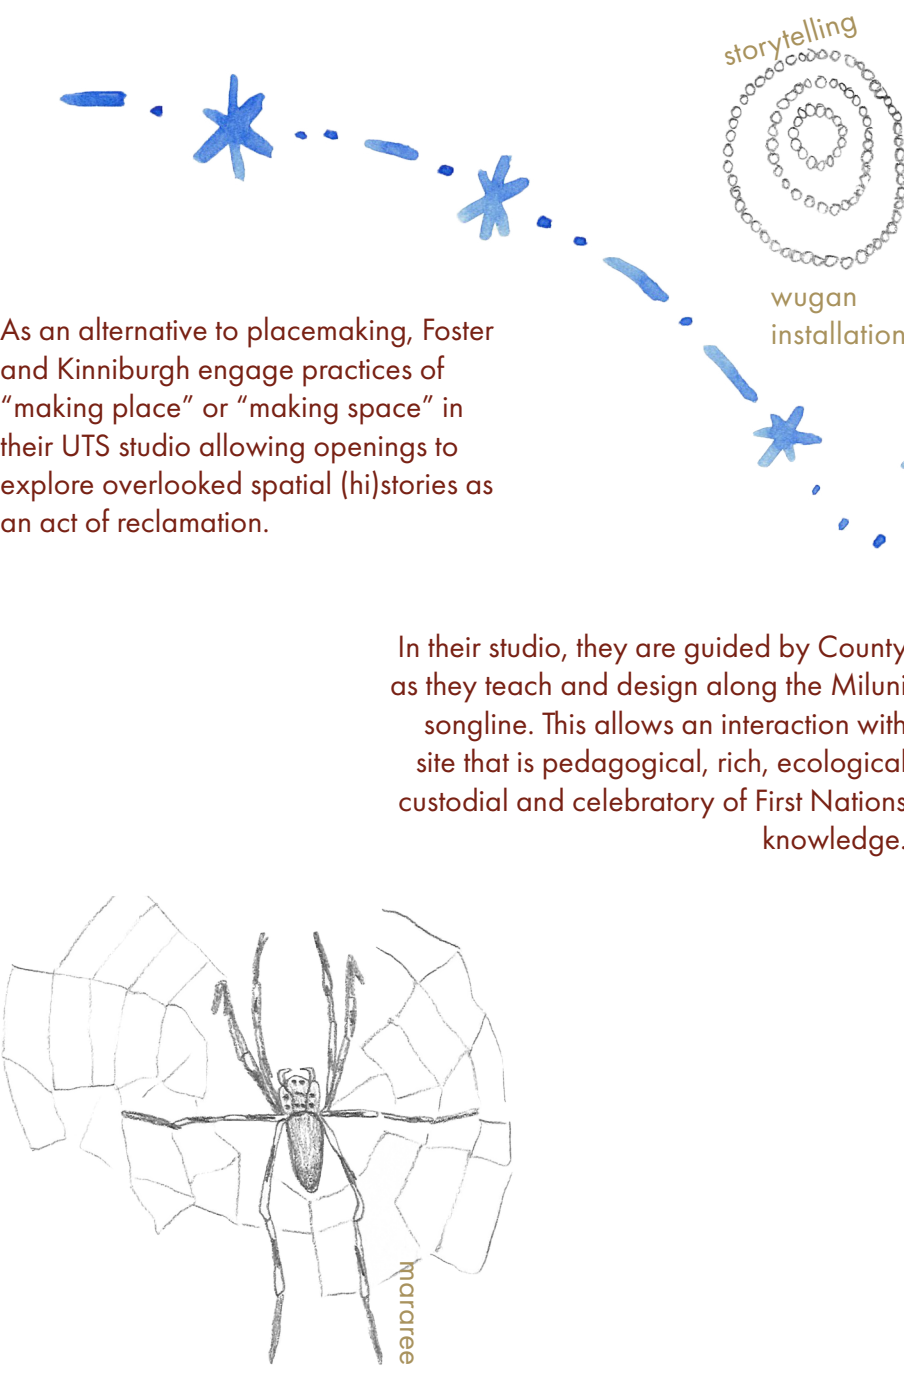 storytelling
wugan
installation
As an alternative to placemaking, Foster
and Kinniburgh engage practices of
“making place” or “making space” in
their UTS studio allowing openings to
explore overlooked spatial (hi)stories as
an act of reclamation.
In their studio, they are guided by County
as they teach and design along the Miluni
songline. This allows an interaction with
site that is pedagogical, rich, ecological
custodial and celebratory of First Nations
knowledge.
mararee